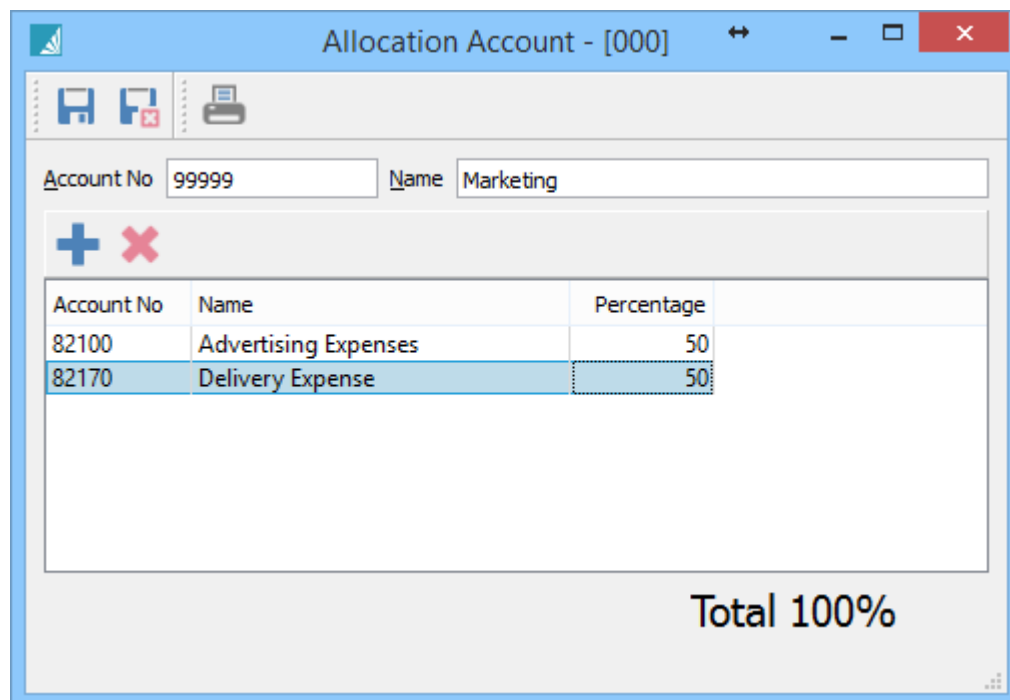 Allocation Account - [000]
Account No 99999 Name Marketing
Account No Name Percentage
82100 Advertising Expenses 50
82170 Delivery Expense 50
Total 100%